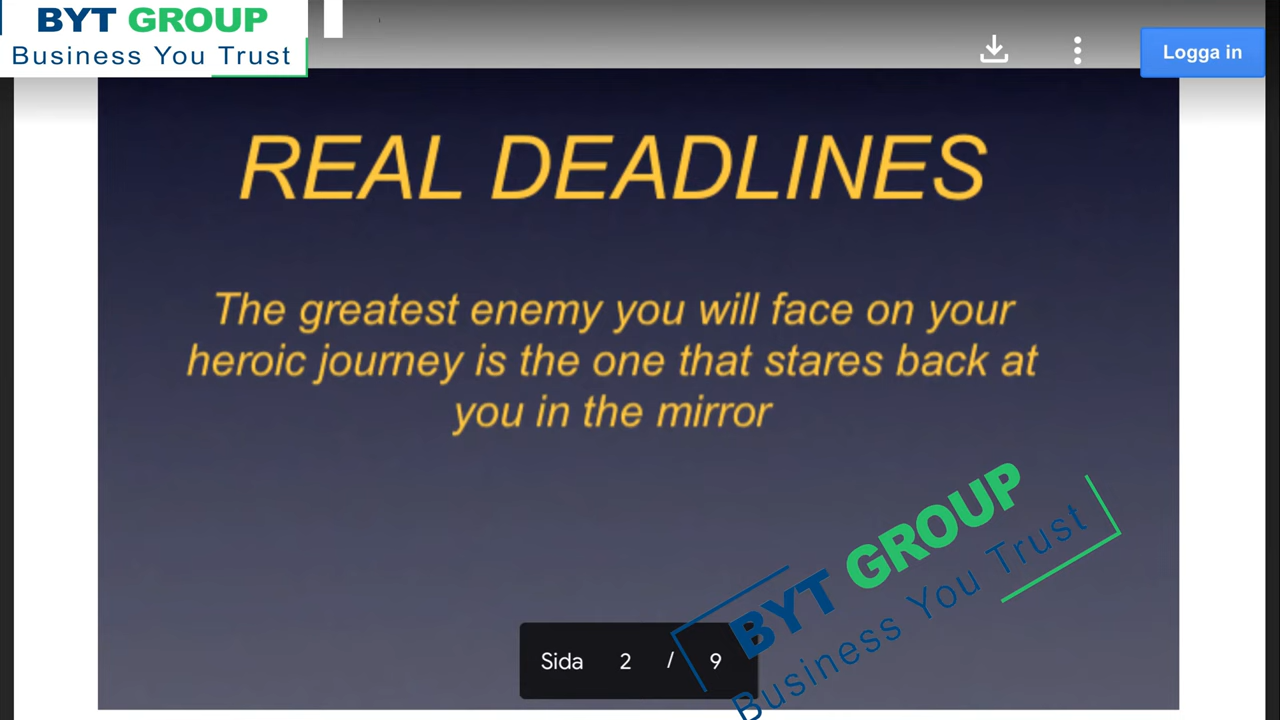 BYT GROUP
Business You Trust
Logga in
REAL DEADLINES
The greatest enemy you will face on your
heroic journey is the one that stares back at
you in the mirror
BYT GROUP
Business You Trust
Sida 2 / 9